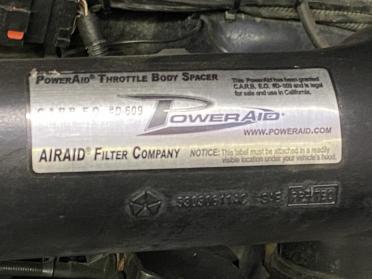 POWERAID® THROTTLE BODY SPACER
This PowerAid has been granted
C.A.R.B. E.O. #D-609 and is legal
for sale and use in California.
C.A.R.B. E.O. #D-609
POWERAID®
WWW.POWERAID.COM
AIRAID® FILTER COMPANY
NOTICE: This label must be attached in a readily
visible location under your vehicle's hood.